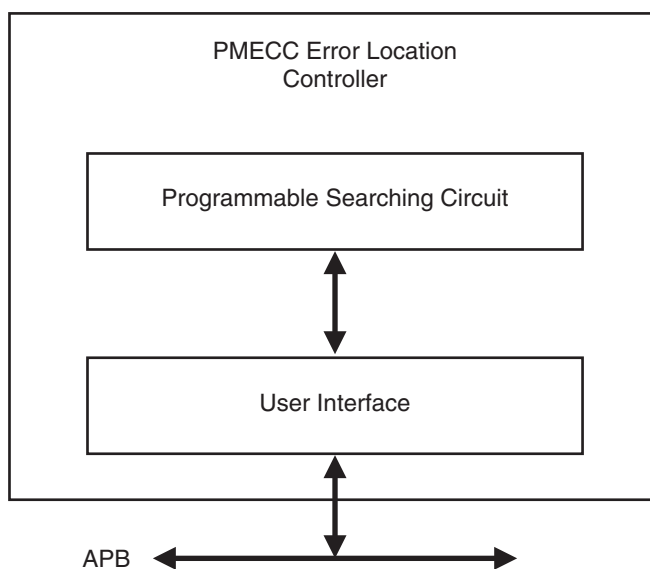 PMECC Error Location
Controller
Programmable Searching Circuit
User Interface
APB